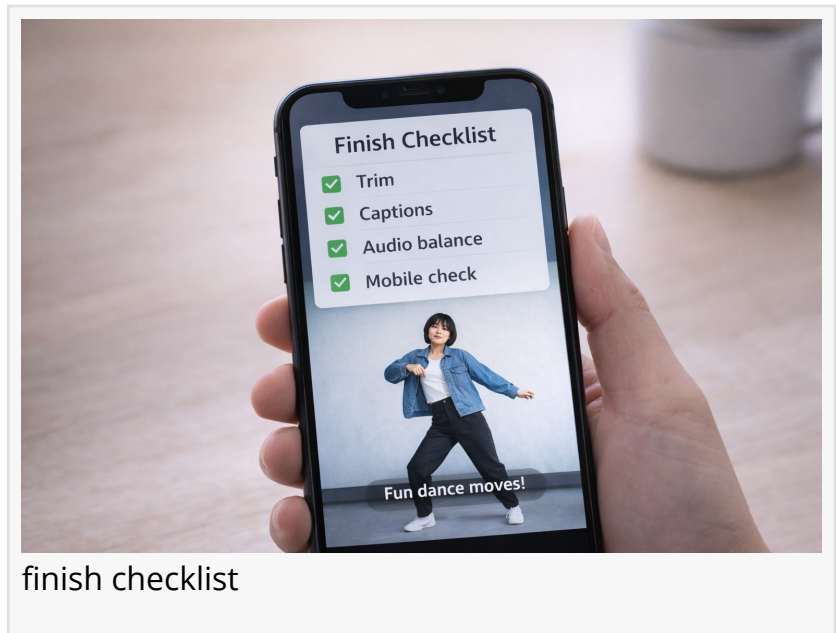 Finish Checklist
Trim
Captions
Audio balance
Mobile check
Fun dance moves!
finish checklist